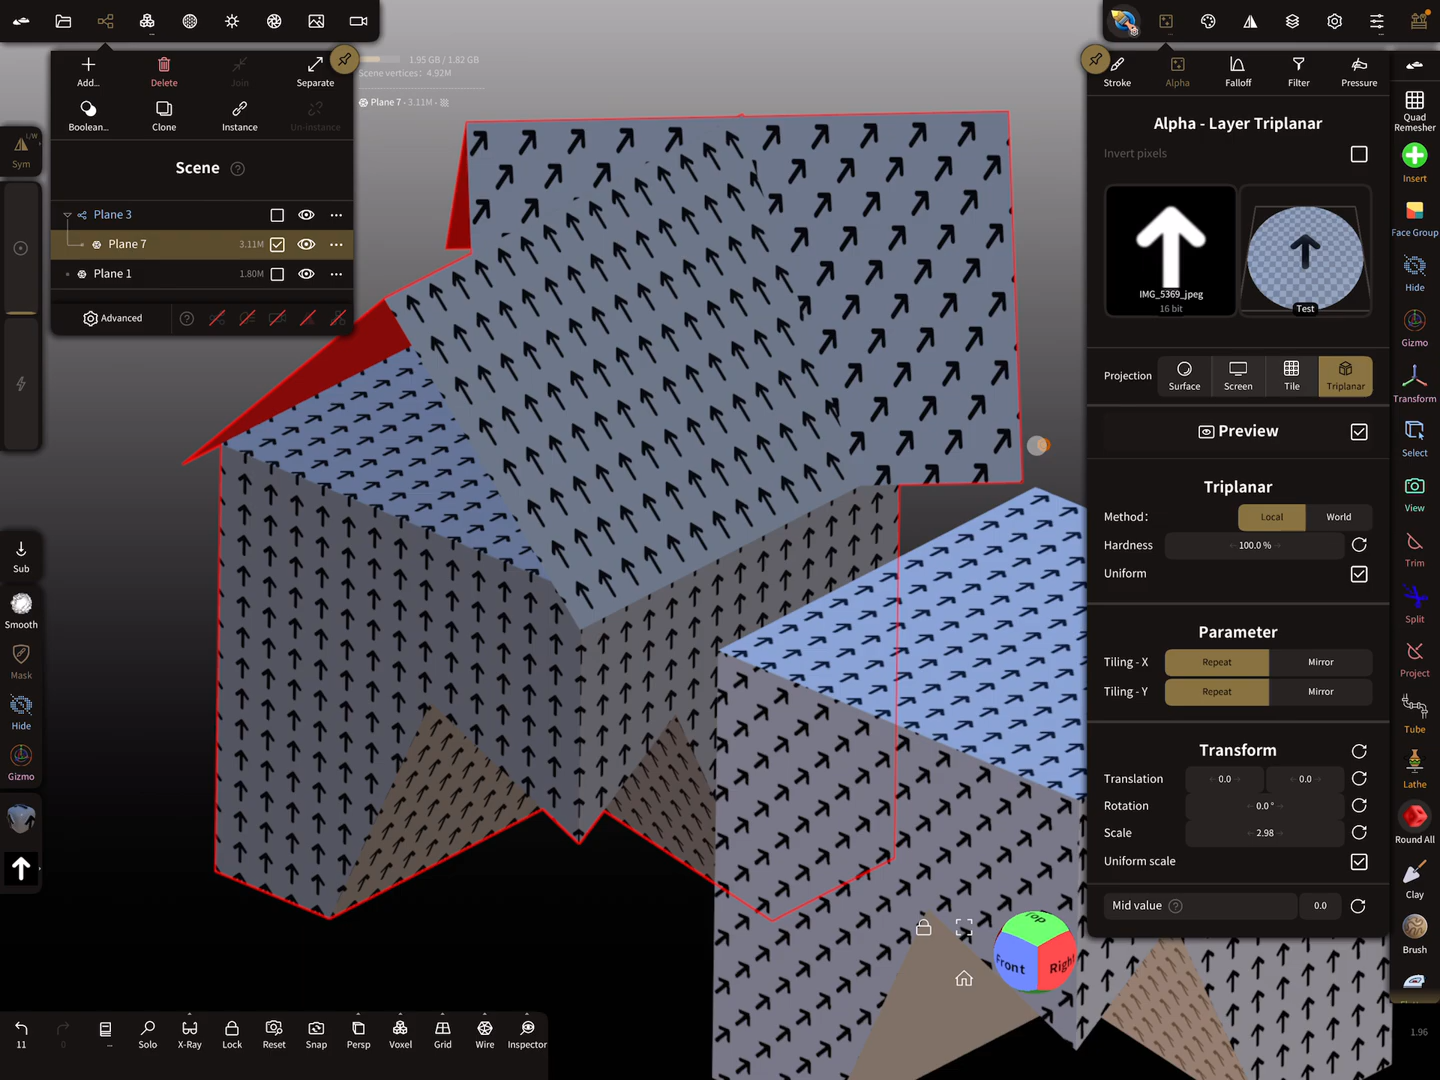 1.95 GB / 1.82 GB
Scene vertices: 4.92M
Plane 7 - 3.11M -
Add...
Delete
Join
Separate
Boolean...
Clone
Instance
Un-instance
Scene
Plane 3
Plane 7
3.11M
Plane 1
1.80M
Advanced
L/W
Sym
Sub
Smooth
Mask
Hide
Gizmo
Stroke
Alpha
Falloff
Filter
Pressure
Alpha - Layer Triplanar
Invert pixels
IMG_5369_jpeg
16 bit
Test
Projection
Surface
Screen
Tile
Triplanar
Preview
Triplanar
Method:
Local
World
Hardness
100.0 %
Uniform
Parameter
Tiling - X
Repeat
Mirror
Tiling - Y
Repeat
Mirror
Transform
Translation
0.0
0.0
Rotation
0.0 °
Scale
2.98
Uniform scale
Mid value
0.0
Quad
Remesher
Insert
Face Group
Hide
Gizmo
Transform
Select
View
Trim
Split
Project
Tube
Lathe
Round All
Clay
Brush
1.96
Top
Front
Righ
11
0
...
Solo
X-Ray
Lock
Reset
Snap
Persp
Voxel
Grid
Wire
Inspector